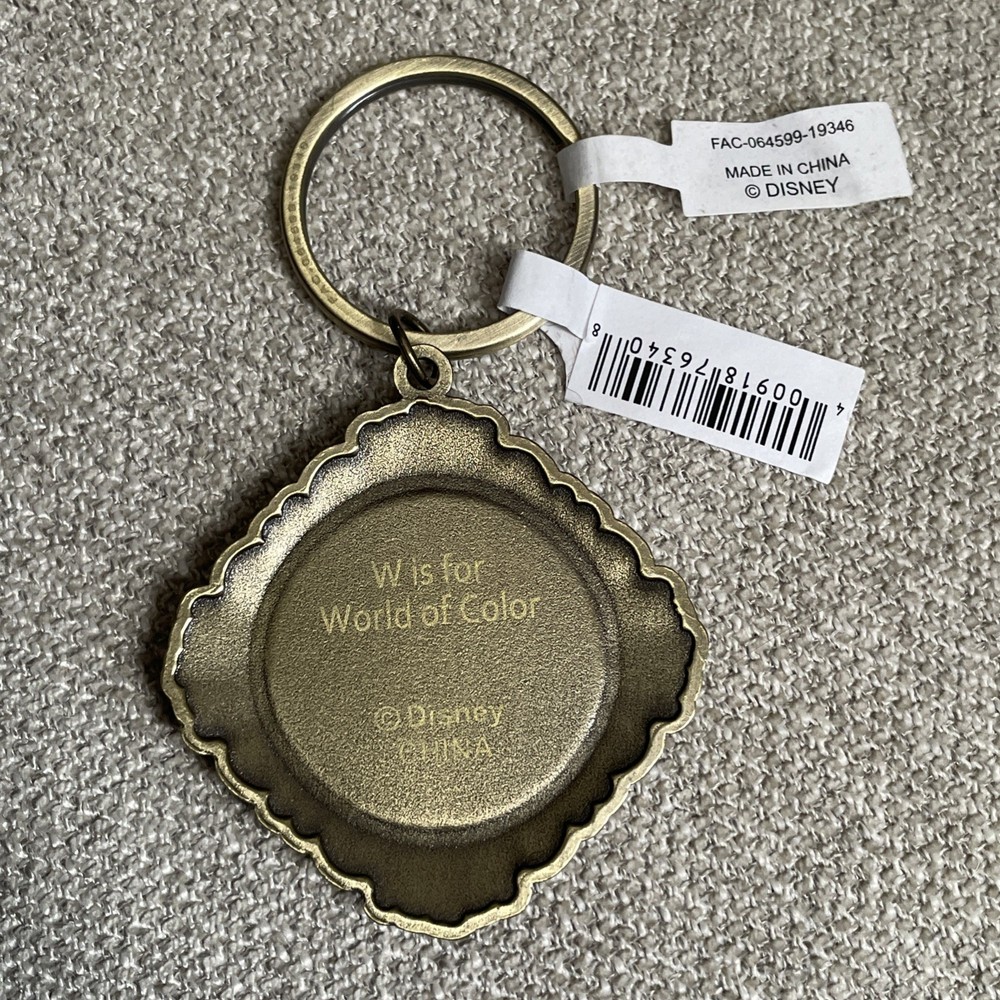 FAC-064599-19346
MADE IN CHINA
© DISNEY
4 00918 76340 8
W is for
World of Color
© Disney
CHINA